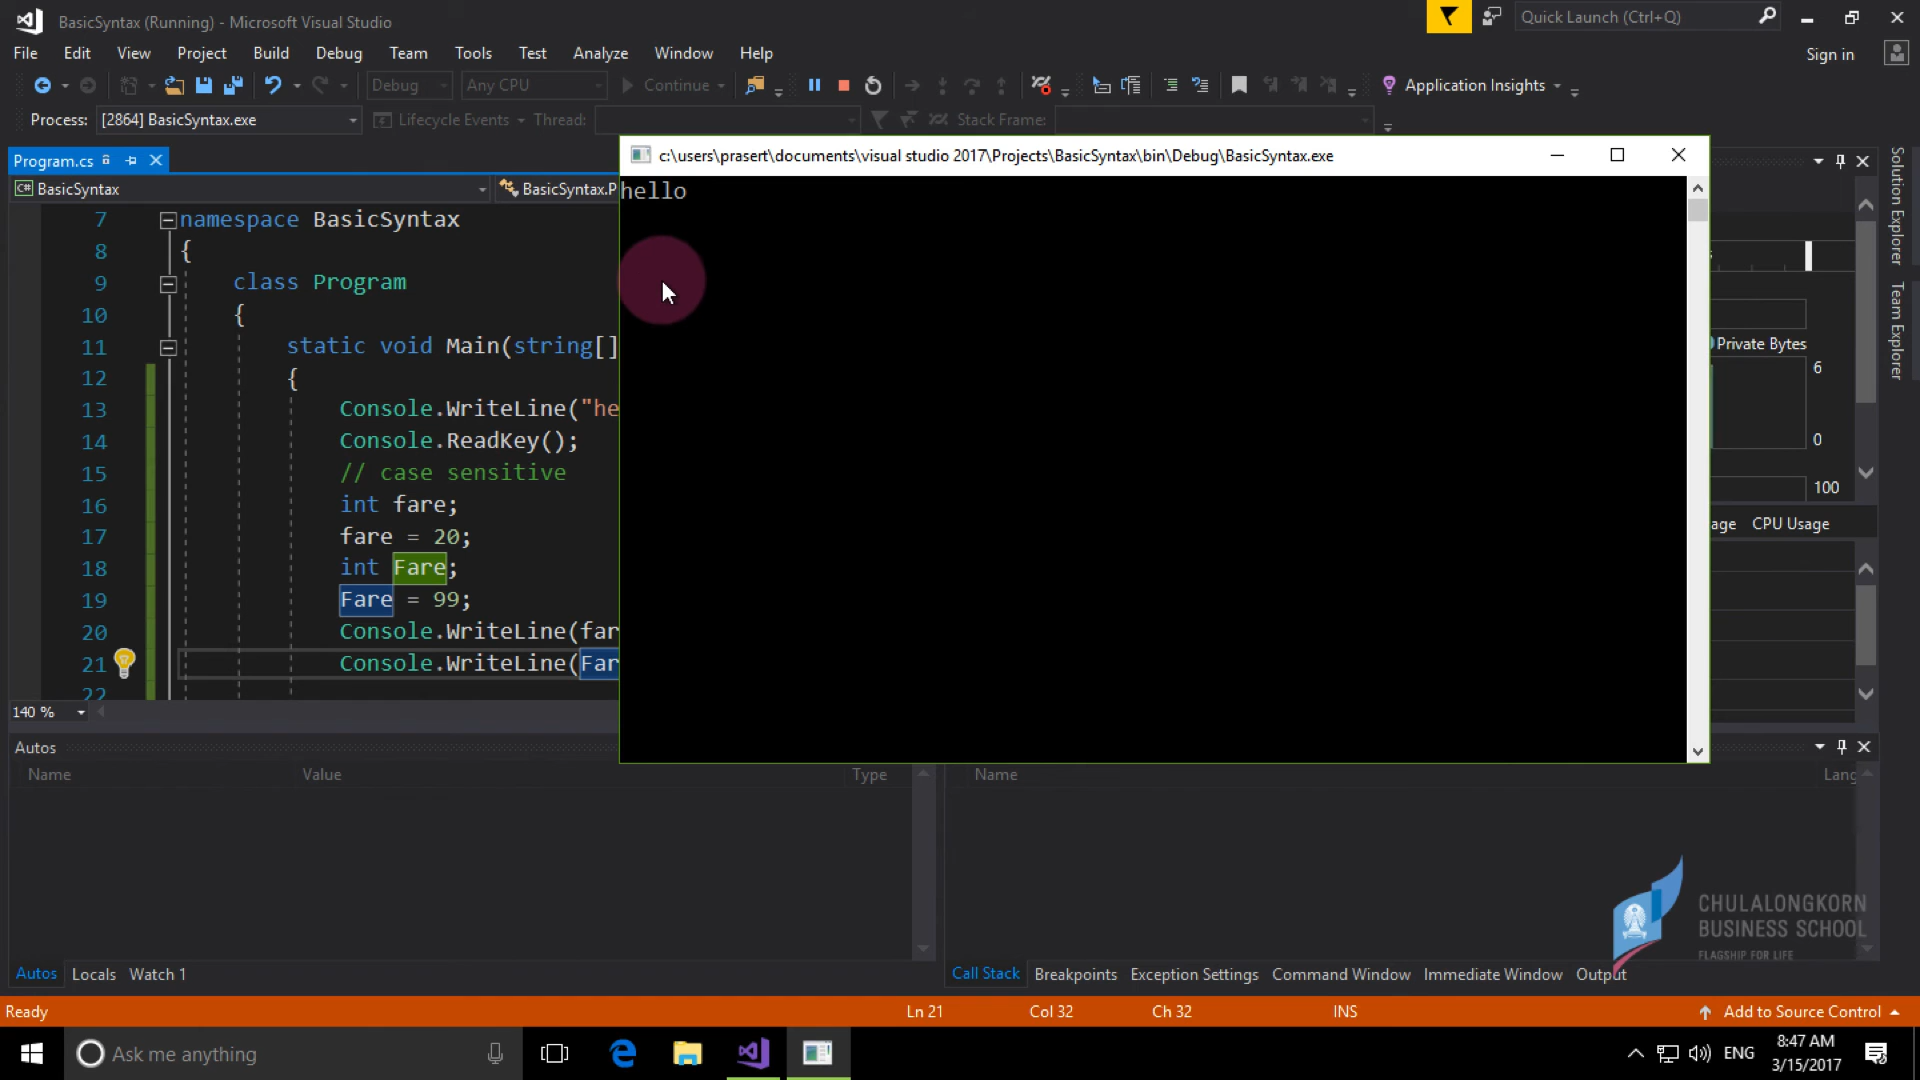 BasicSyntax (Running) - Microsoft Visual Studio
Quick Launch (Ctrl+Q)
File Edit View Project Build Debug Team Tools Test Analyze Window Help
Sign in
Debug Any CPU Continue Application Insights
Process: [2864] BasicSyntax.exe Lifecycle Events Thread: Stack Frame:
Program.cs
c:\users\prasert\documents\visual studio 2017\Projects\BasicSyntax\bin\Debug\BasicSyntax.exe
BasicSyntax BasicSyntax.P
hello
7 namespace BasicSyntax
8 {
9 class Program
10 {
11 static void Main(string[]
12 {
13 Console.WriteLine("he
14 Console.ReadKey();
15 // case sensitive
16 int fare;
17 fare = 20;
18 int Fare;
19 Fare = 99;
20 Console.WriteLine(far
21 Console.WriteLine(Far
22
140 %
Solution Explorer
Team Explorer
Private Bytes
6
0
100
age CPU Usage
Autos
Name Value Type
Name Lang
Autos Locals Watch 1
Call Stack Breakpoints Exception Settings Command Window Immediate Window Output
CHULALONGKORN
BUSINESS SCHOOL
FLAGSHIP FOR LIFE
Ready Ln 21 Col 32 Ch 32 INS Add to Source Control
Ask me anything
ENG
8:47 AM
3/15/2017